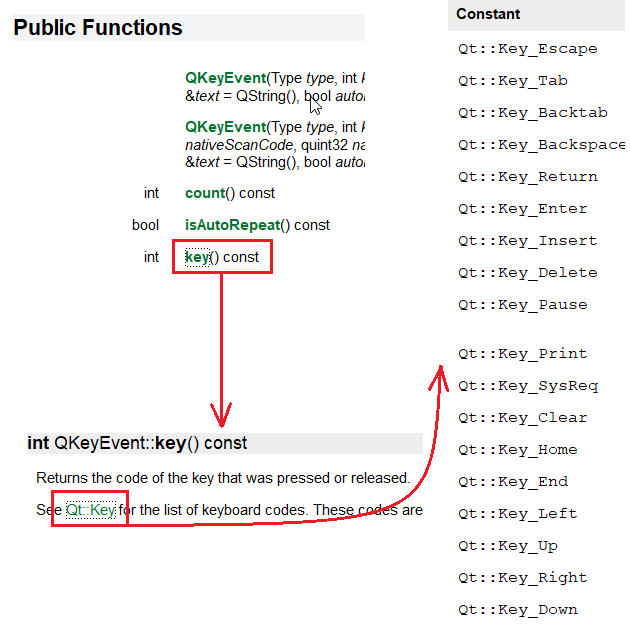 Public Functions
QKeyEvent(Type type, int
&text = QString(), bool auto
QKeyEvent(Type type, int
nativeScanCode, quint32 na
&text = QString(), bool auto
int count() const
bool isAutoRepeat() const
int key() const
int QKeyEvent::key() const
Returns the code of the key that was pressed or released.
See Qt::Key for the list of keyboard codes. These codes are
Constant
Qt::Key_Escape
Qt::Key_Tab
Qt::Key_Backtab
Qt::Key_Backspace
Qt::Key_Return
Qt::Key_Enter
Qt::Key_Insert
Qt::Key_Delete
Qt::Key_Pause
Qt::Key_Print
Qt::Key_SysReq
Qt::Key_Clear
Qt::Key_Home
Qt::Key_End
Qt::Key_Left
Qt::Key_Up
Qt::Key_Right
Qt::Key_Down